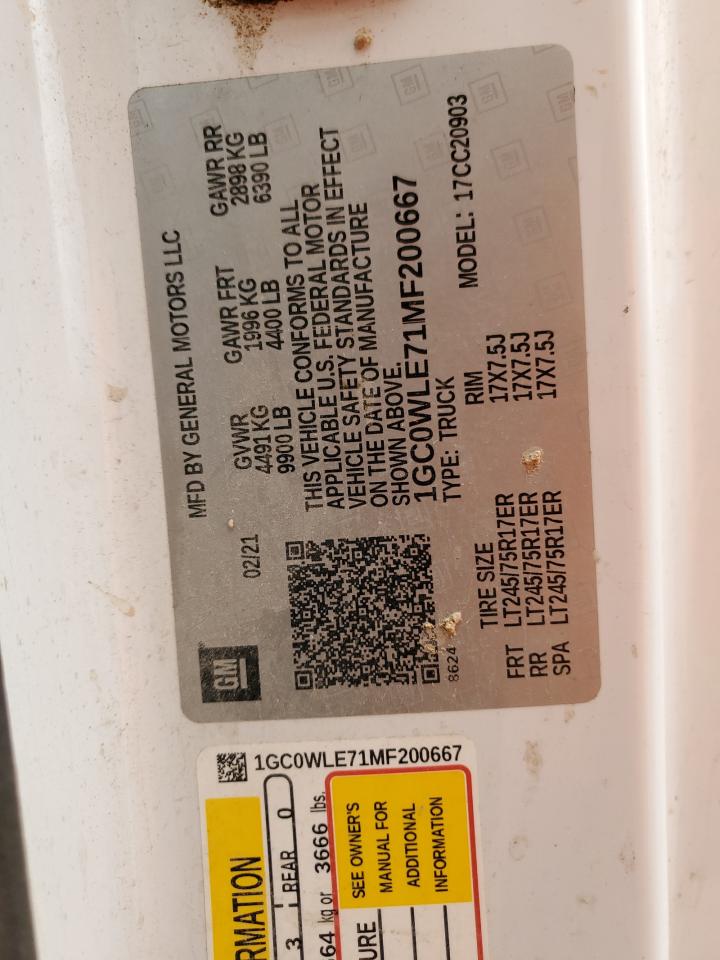 MFD BY GENERAL MOTORS LLC
GM
02/21
GVWR GAWR FRT GAWR RR
4491 KG 1996 KG 2898 KG
9900 LB 4400 LB 6390 LB
THIS VEHICLE CONFORMS TO ALL
APPLICABLE U.S. FEDERAL MOTOR
VEHICLE SAFETY STANDARDS IN EFFECT
ON THE DATE OF MANUFACTURE
SHOWN ABOVE.
1GC0WLE71MF200667
8624 TYPE: TRUCK MODEL: 17CC20903
TIRE SIZE RIM
FRT LT245/75R17ER 17X7.5J
RR LT245/75R17ER 17X7.5J
SPA LT245/75R17ER 17X7.5J
1GC0WLE71MF200667
3 REAR 0
kg or 3666 lbs.
SEE OWNER'S
MANUAL FOR
ADDITIONAL
INFORMATION